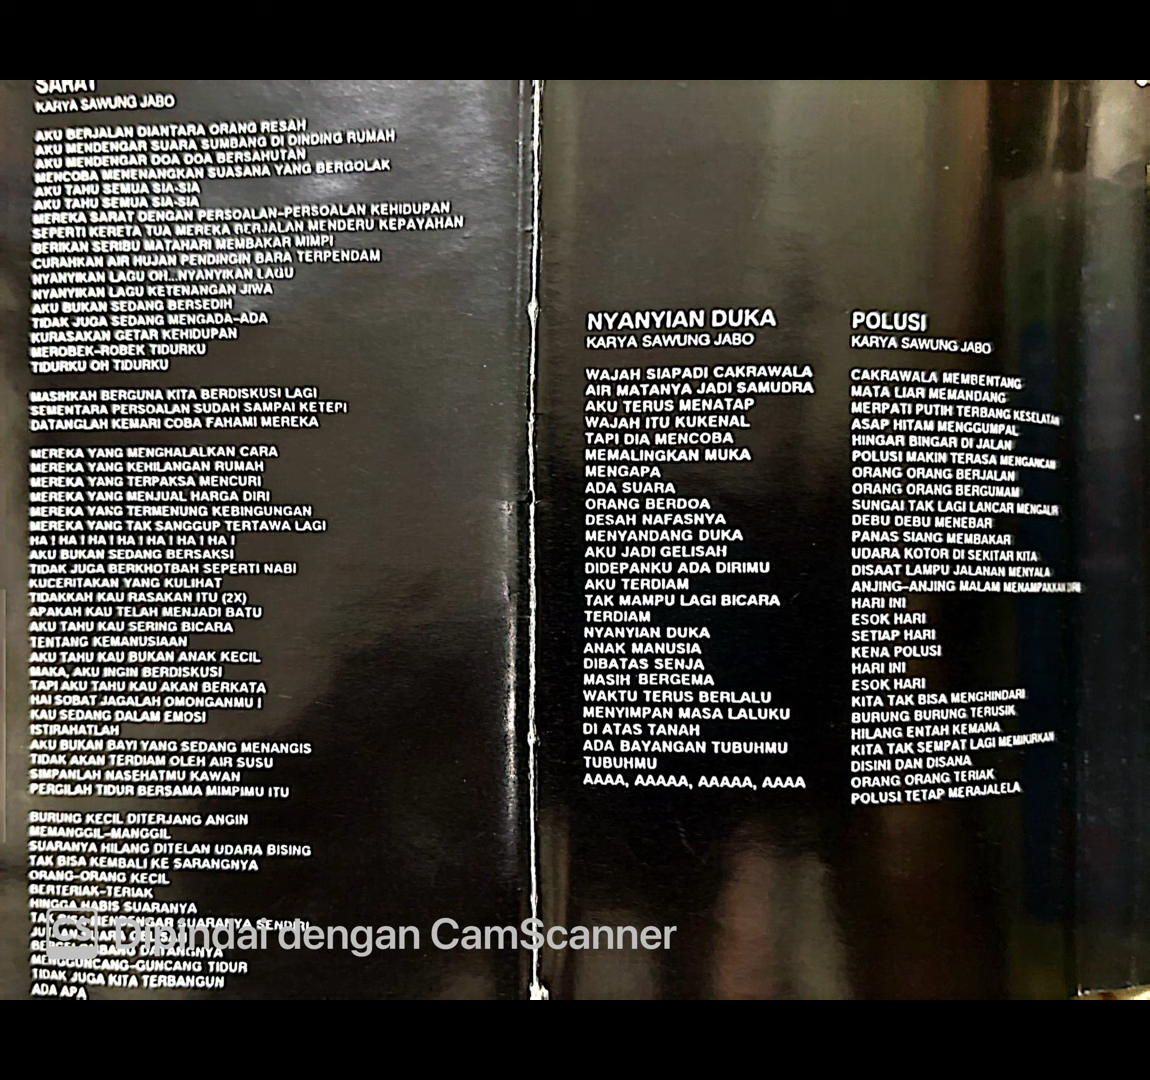 SARAT
KARYA SAWUNG JABO
AKU BERJALAN DIANTARA ORANG RESAH
AKU MENDENGAR SUARA SUMBANG DI DINDING RUMAH
AKU MENDENGAR DOA DOA BERSAHUTAN
MENCOBA MENENANGKAN SUASANA YANG BERGOLAK
AKU TAHU SEMUA SIA-SIA
AKU TAHU SEMUA SIA-SIA
MEREKA SARAT DENGAN PERSOALAN-PERSOALAN KEHIDUPAN
SEPERTI KERETA TUA MEREKA BERJALAN MENDERU KEPAYAHAN
BERIKAN SERIBU MATAHARI MEMBAKAR MIMPI
CURAHKAN AIR HUJAN PENDINGIN BARA TERPENDAM
NYANYIKAN LAGU OH...NYANYIKAN LAGU
NYANYIKAN LAGU KETENANGAN JIWA
AKU BUKAN SEDANG BERSEDIH
TIDAK JUGA SEDANG MENGADA-ADA
KURASAKAN GETAR KEHIDUPAN
MEROBEK-ROBEK TIDURKU
TIDURKU OH TIDURKU
MASIHKAH BERGUNA KITA BERDISKUSI LAGI
SEMENTARA PERSOALAN SUDAH SAMPAI KETEPI
DATANGLAH KEMARI COBA FAHAMI MEREKA
MEREKA YANG MENGHALALKAN CARA
MEREKA YANG KEHILANGAN RUMAH
MEREKA YANG TERPAKSA MENCURI
MEREKA YANG MENJUAL HARGA DIRI
MEREKA YANG TERMENUNG KEBINGUNGAN
MEREKA YANG TAK SANGGUP TERTAWA LAGI
HA ! HA ! HA ! HA ! HA ! HA ! HA !
AKU BUKAN SEDANG BERSAKSI
TIDAK JUGA BERKHOTBAH SEPERTI NABI
KUCERITAKAN YANG KULIHAT
TIDAKKAH KAU RASAKAN ITU (2X)
APAKAH KAU TELAH MENJADI BATU
AKU TAHU KAU SERING BICARA
TENTANG KEMANUSIAAN
AKU TAHU KAU BUKAN ANAK KECIL
MAKA, AKU INGIN BERDISKUSI
TAPI AKU TAHU KAU AKAN BERKATA
HAI SOBAT JAGALAH OMONGANMU !
KAU SEDANG DALAM EMOSI
ISTIRAHATLAH
AKU BUKAN BAYI YANG SEDANG MENANGIS
TIDAK AKAN TERDIAM OLEH AIR SUSU
SIMPANLAH NASEHATMU KAWAN
PERGILAH TIDUR BERSAMA MIMPIMU ITU
BURUNG KECIL DITERJANG ANGIN
MEMANGGIL-MANGGIL
SUARANYA HILANG DITELAN UDARA BISING
TAK BISA KEMBALI KE SARANGNYA
ORANG-ORANG KECIL
BERTERIAK-TERIAK
HINGGA HABIS SUARANYA
TAK BISA MENDENGAR SUARANYA SENDIRI
DATANGNYA
MENGGUNCANG-GUNCANG TIDUR
TIDAK JUGA KITA TERBANGUN
ADA APA
NYANYIAN DUKA
KARYA SAWUNG JABO
WAJAH SIAPADI CAKRAWALA
AIR MATANYA JADI SAMUDRA
AKU TERUS MENATAP
WAJAH ITU KUKENAL
TAPI DIA MENCOBA
MEMALINGKAN MUKA
MENGAPA
ADA SUARA
ORANG BERDOA
DESAH NAFASNYA
MENYANDANG DUKA
AKU JADI GELISAH
DIDEPANKU ADA DIRIMU
AKU TERDIAM
TAK MAMPU LAGI BICARA
TERDIAM
NYANYIAN DUKA
ANAK MANUSIA
DIBATAS SENJA
MASIH BERGEMA
WAKTU TERUS BERLALU
MENYIMPAN MASA LALUKU
DI ATAS TANAH
ADA BAYANGAN TUBUHMU
TUBUHMU
AAAA, AAAAA, AAAAA, AAAA
POLUSI
KARYA SAWUNG JABO
CAKRAWALA MEMBENTANG
MATA LIAR MEMANDANG
MERPATI PUTIH TERBANG KESELATAN
ASAP HITAM MENGGUMPAL
HINGAR BINGAR DI JALAN
POLUSI MAKIN TERASA MENGANCAM
ORANG ORANG BERJALAN
ORANG ORANG BERGUMAM
SUNGAI TAK LAGI LANCAR MENGALIR
DEBU DEBU MENEBAR
PANAS SIANG MEMBAKAR
UDARA KOTOR DI SEKITAR KITA
DISAAT LAMPU JALANAN MENYALA
ANJING-ANJING MALAM MENAMPAKKAN DIRI
HARI INI
ESOK HARI
SETIAP HARI
KENA POLUSI
HARI INI
ESOK HARI
KITA TAK BISA MENGHINDARI
BURUNG BURUNG TERUSIK
HILANG ENTAH KEMANA
KITA TAK SEMPAT LAGI MEMIKIRKAN
DISINI DAN DISANA
ORANG ORANG TERIAK
POLUSI TETAP MERAJALELA
CS Dipindai dengan CamScanner